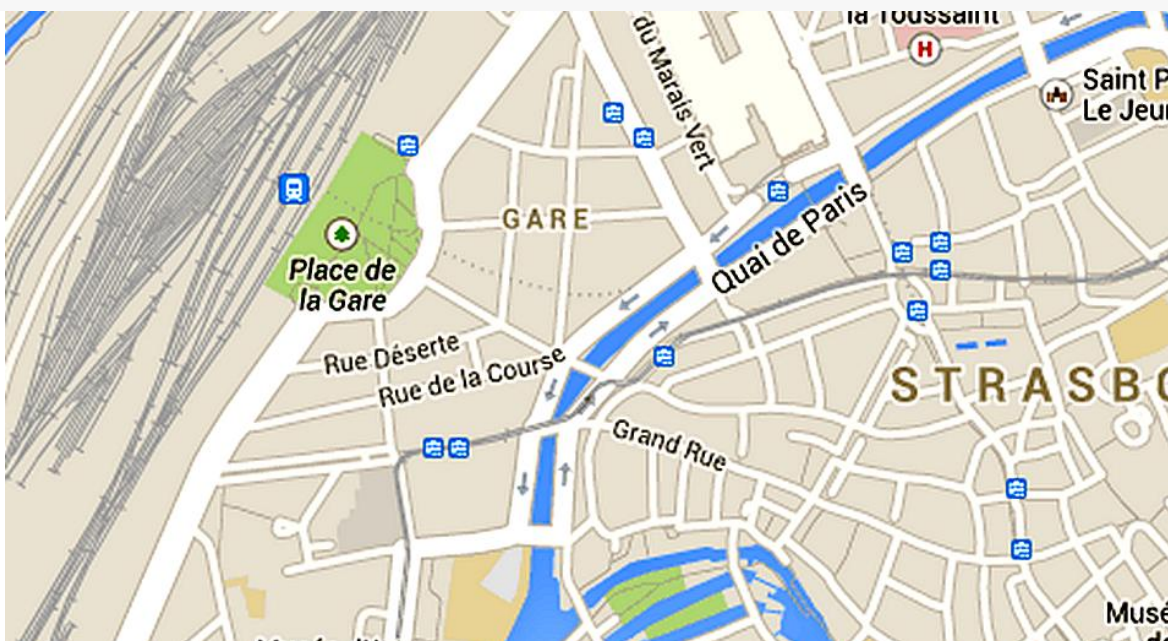 la Toussaint
H
du Marais Vert
Saint P
Le Jeu
GARE
Quai de Paris
Place de
la Gare
Rue Déserte
Rue de la Course
STRASBO
Grand Rue
Musé